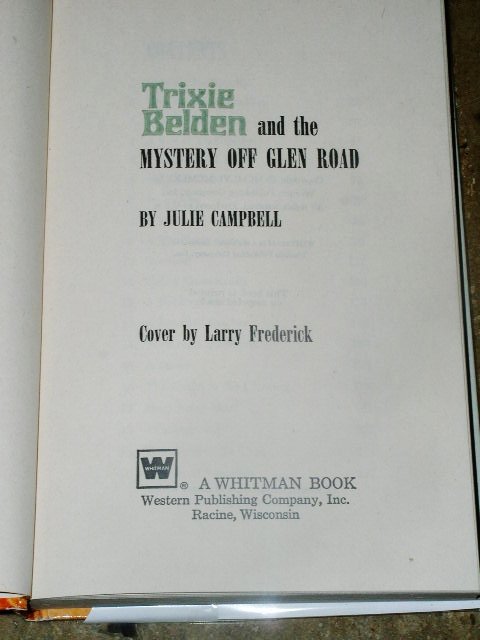 Trixie
Belden and the
MYSTERY OFF GLEN ROAD
BY JULIE CAMPBELL
Cover by Larry Frederick
WHITMAN
W
® A WHITMAN BOOK
Western Publishing Company, Inc.
Racine, Wisconsin